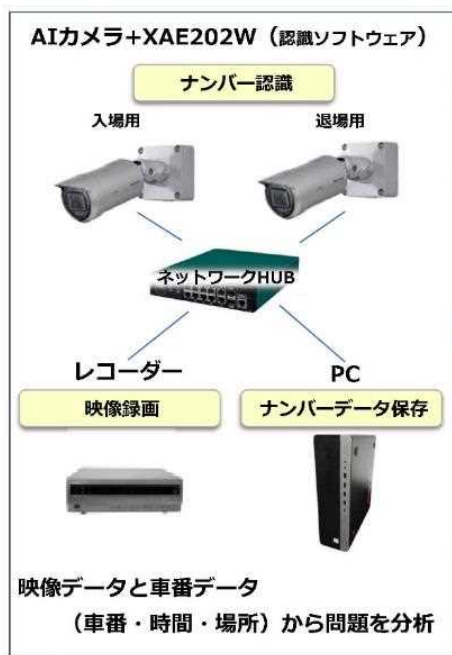 AIカメラ+XAE202W（認識ソフトウェア）
ナンバー認識
入場用
退場用
ネットワークHUB
レコーダー
PC
映像録画
ナンバーデータ保存
映像データと車番データ
（車番・時間・場所）から問題を分析